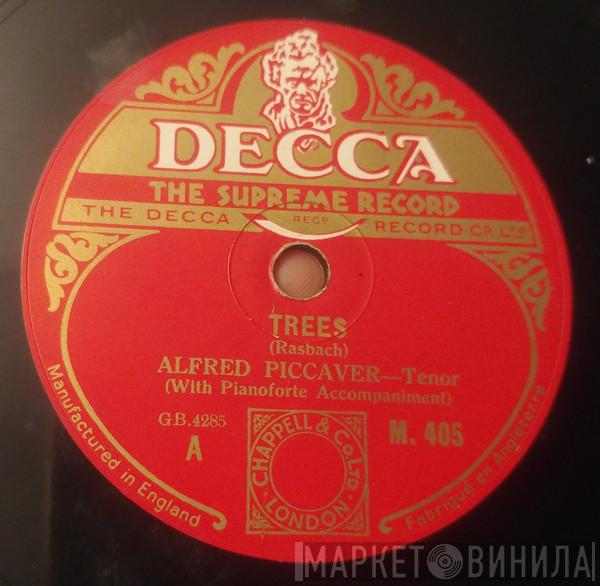 DECCA
THE SUPREME RECORD
THE DECCA REGD RECORD CO. LTD
TREES
(Rasbach)
ALFRED PICCAVER—Tenor
(With Pianoforte Accompaniment)
GB.4285
A
M. 405
CHAPPELL & CO. LTD.
LONDON
Manufactured in England
Fabriqué en Angleterre
МАРКЕТ ВИНИЛА